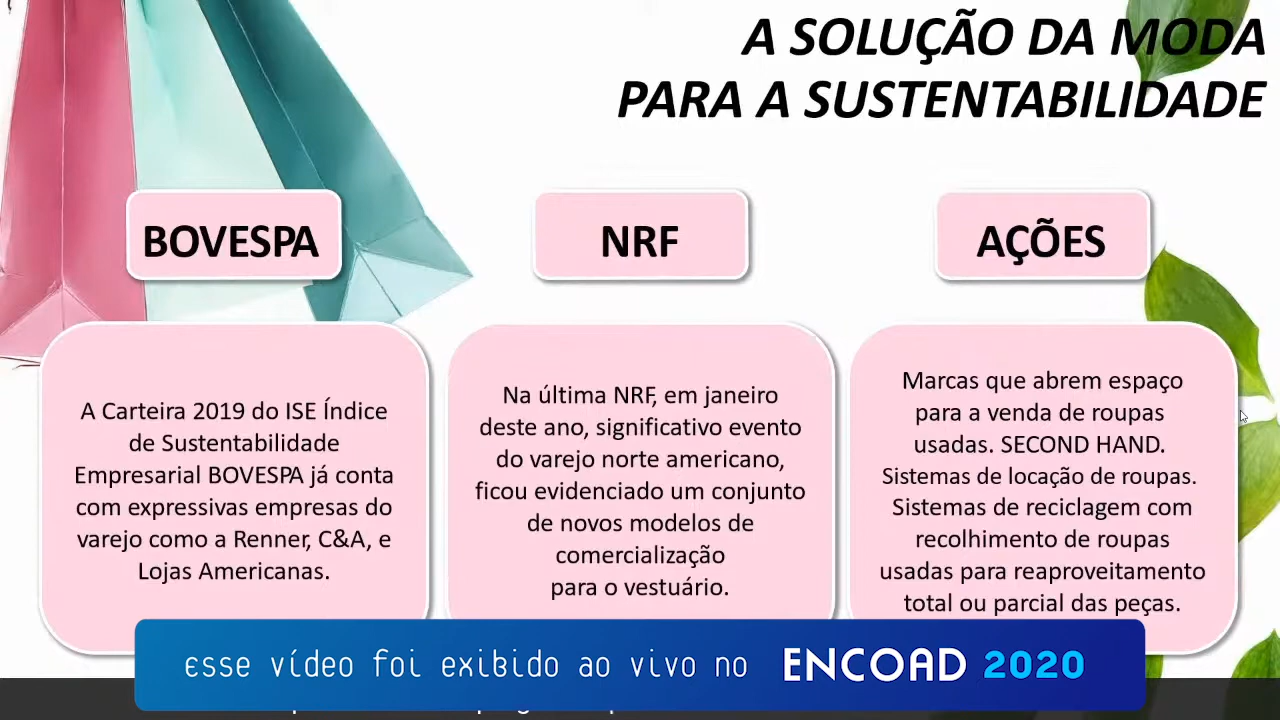 A SOLUÇÃO DA MODA
PARA A SUSTENTABILIDADE
BOVESPA
A Carteira 2019 do ISE Índice
de Sustentabilidade
Empresarial BOVESPA já conta
com expressivas empresas do
varejo como a Renner, C&A, e
Lojas Americanas.
NRF
Na última NRF, em janeiro
deste ano, significativo evento
do varejo norte americano,
ficou evidenciado um conjunto
de novos modelos de
comercialização
para o vestuário.
AÇÕES
Marcas que abrem espaço
para a venda de roupas
usadas. SECOND HAND.
Sistemas de locação de roupas.
Sistemas de reciclagem com
recolhimento de roupas
usadas para reaproveitamento
total ou parcial das peças.
esse vídeo foi exibido ao vivo no ENCOAD 2020